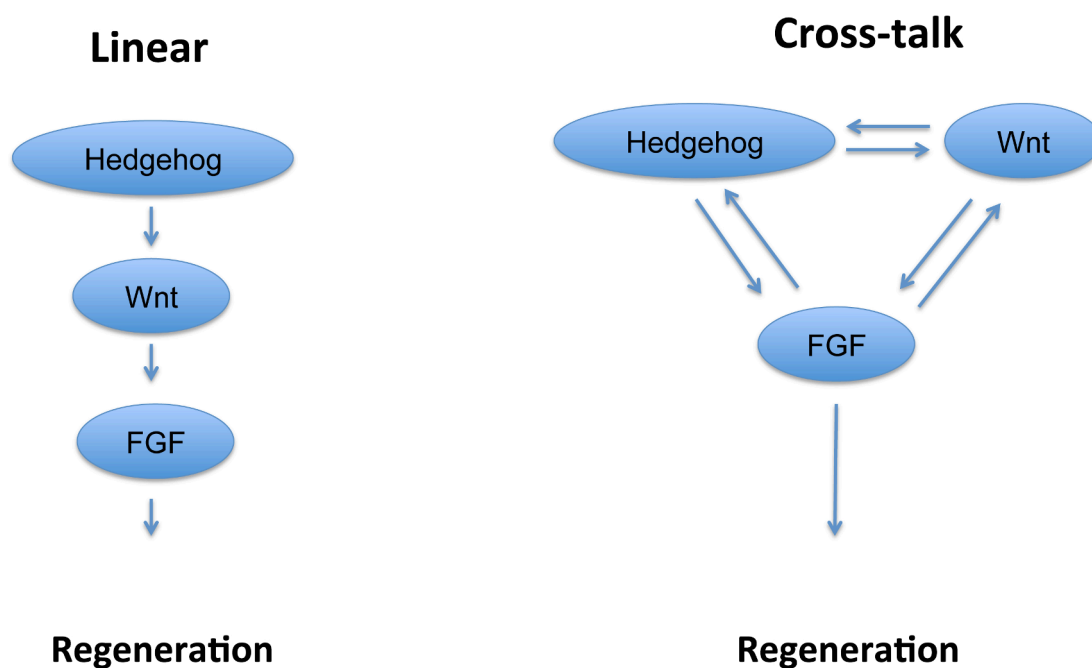 Linear
Hedgehog
Wnt
FGF
Regeneration
Cross-talk
Hedgehog
Wnt
FGF
Regeneration